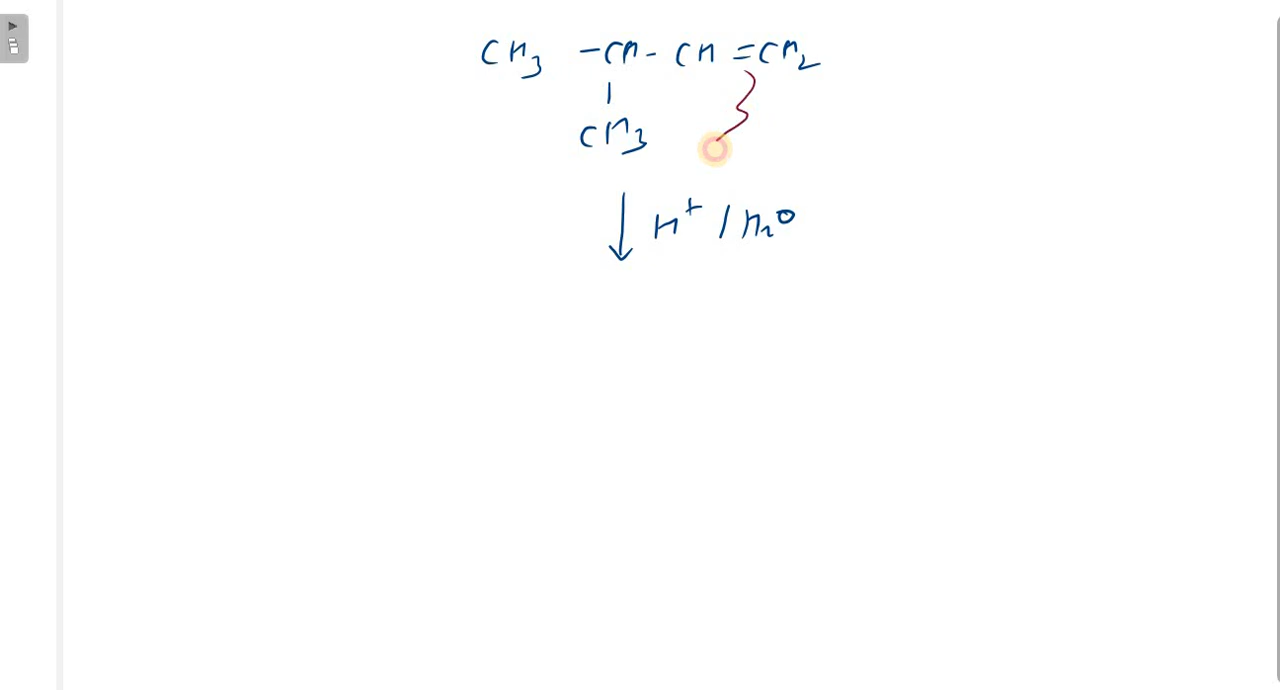 CH3 - CH - CH = CH2
|
CH3
↓ H+ / H2O